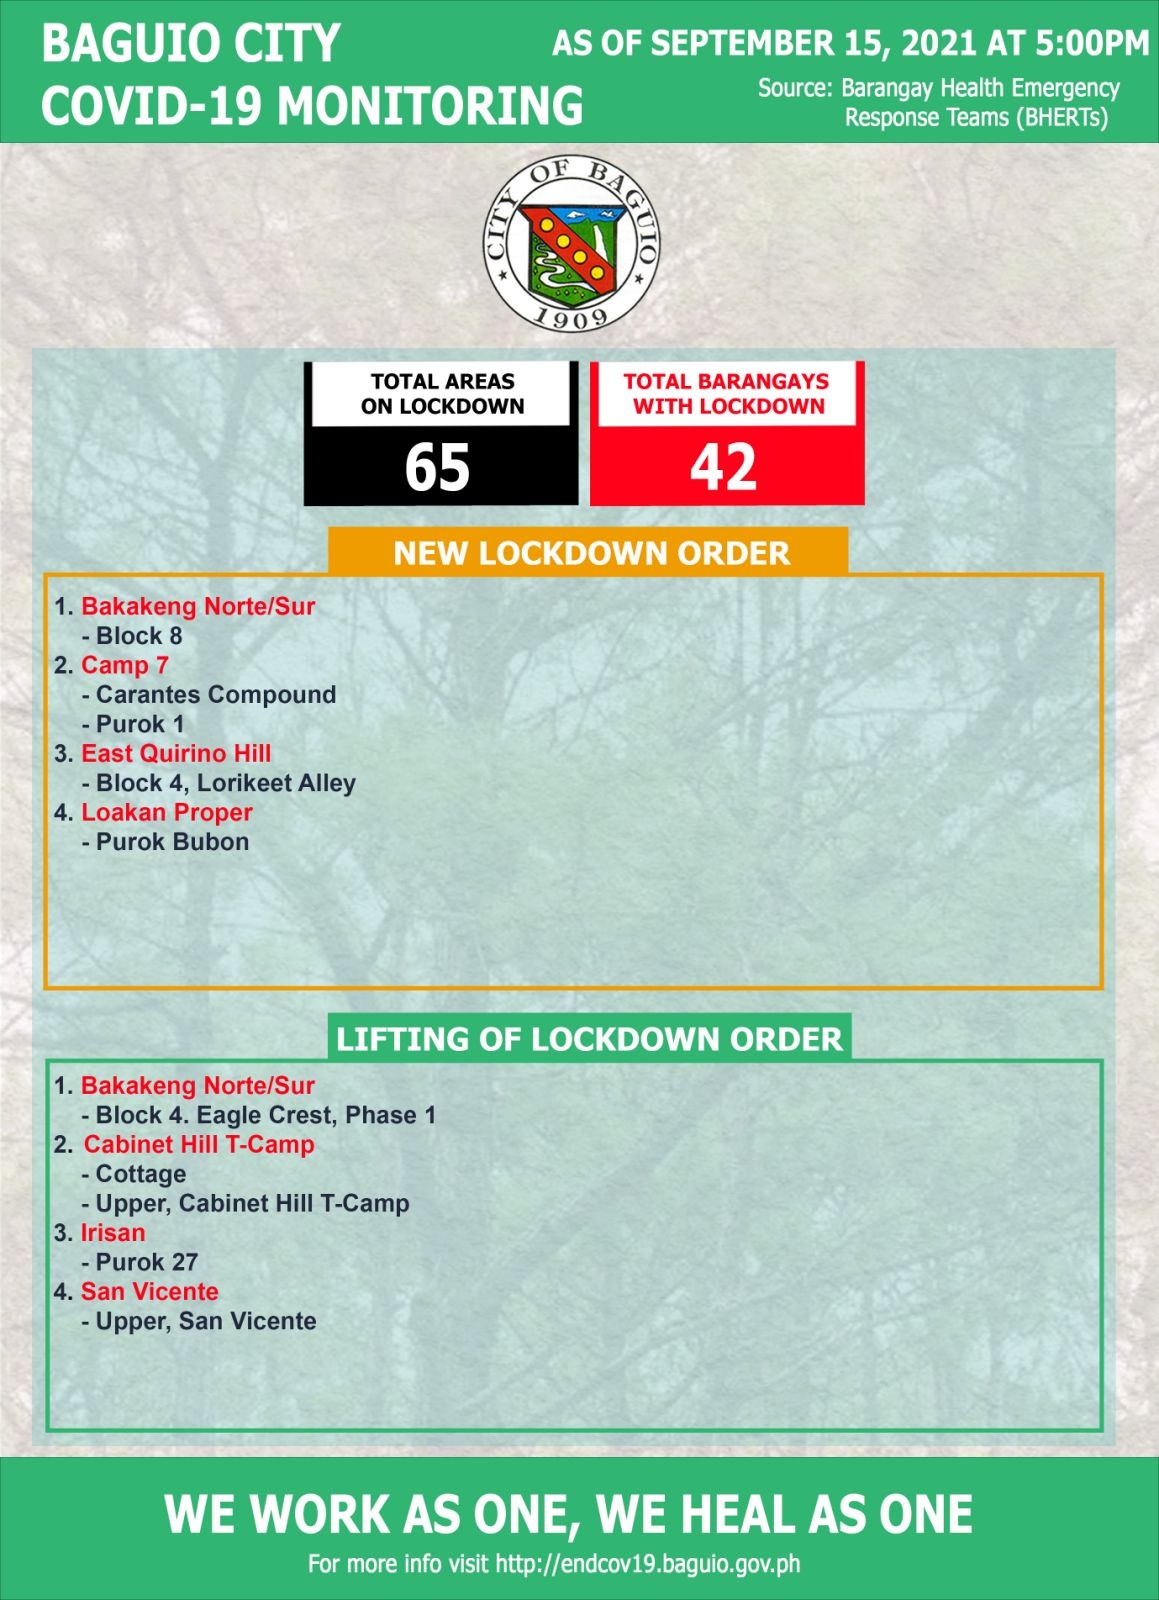 BAGUIO CITY
COVID-19 MONITORING
AS OF SEPTEMBER 15, 2021 AT 5:00PM
Source: Barangay Health Emergency
Response Teams (BHERTs)
CITY OF BAGUIO
1909
TOTAL AREAS
ON LOCKDOWN
65
TOTAL BARANGAYS
WITH LOCKDOWN
42
NEW LOCKDOWN ORDER
1. Bakakeng Norte/Sur
- Block 8
2. Camp 7
- Carantes Compound
- Purok 1
3. East Quirino Hill
- Block 4, Lorikeet Alley
4. Loakan Proper
- Purok Bubon
LIFTING OF LOCKDOWN ORDER
1. Bakakeng Norte/Sur
- Block 4. Eagle Crest, Phase 1
2. Cabinet Hill T-Camp
- Cottage
- Upper, Cabinet Hill T-Camp
3. Irisan
- Purok 27
4. San Vicente
- Upper, San Vicente
WE WORK AS ONE, WE HEAL AS ONE
For more info visit http://endcov19.baguio.gov.ph